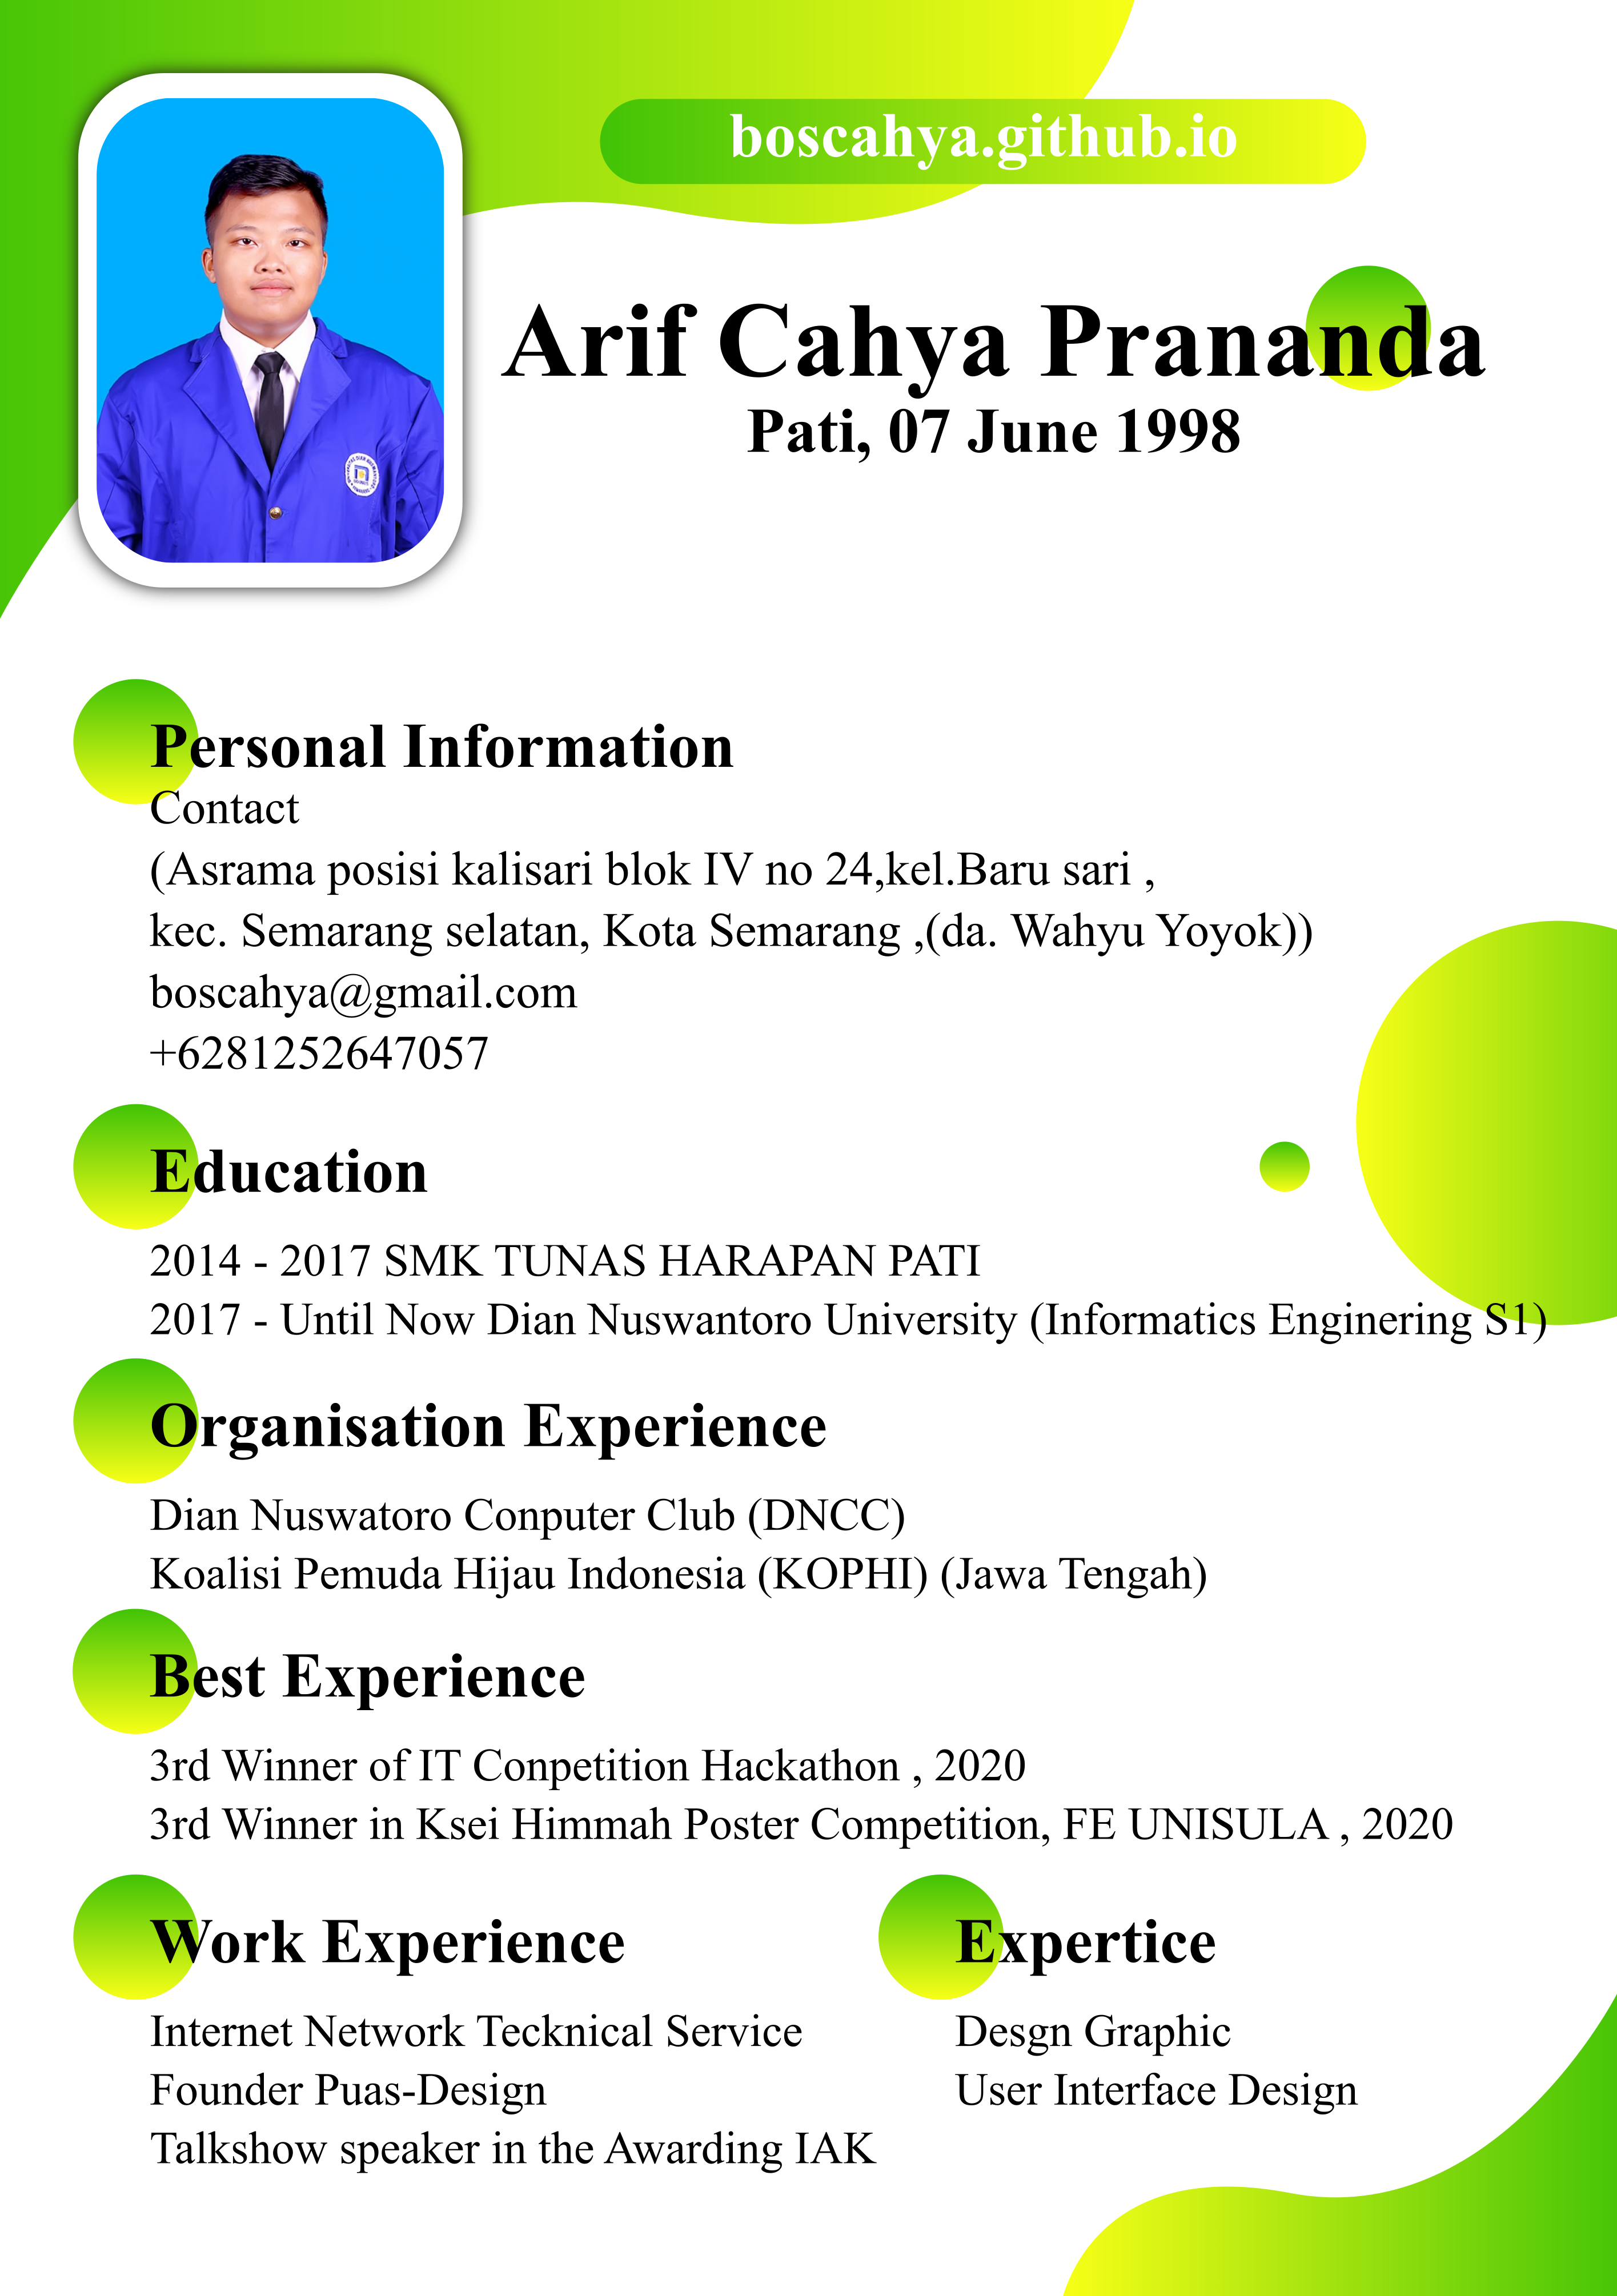 boscahya.github.io
Arif Cahya Prananda
Pati, 07 June 1998
Personal Information
Contact
(Asrama posisi kalisari blok IV no 24,kel.Baru sari ,
kec. Semarang selatan, Kota Semarang ,(da. Wahyu Yoyok))
boscahya@gmail.com
+6281252647057
Education
2014 - 2017 SMK TUNAS HARAPAN PATI
2017 - Until Now Dian Nuswantoro University (Informatics Enginering S1)
Organisation Experience
Dian Nuswatoro Conputer Club (DNCC)
Koalisi Pemuda Hijau Indonesia (KOPHI) (Jawa Tengah)
Best Experience
3rd Winner of IT Conpetition Hackathon , 2020
3rd Winner in Ksei Himmah Poster Competition, FE UNISULA , 2020
Work Experience
Internet Network Tecknical Service
Founder Puas-Design
Talkshow speaker in the Awarding IAK
Expertice
Desgn Graphic
User Interface Design